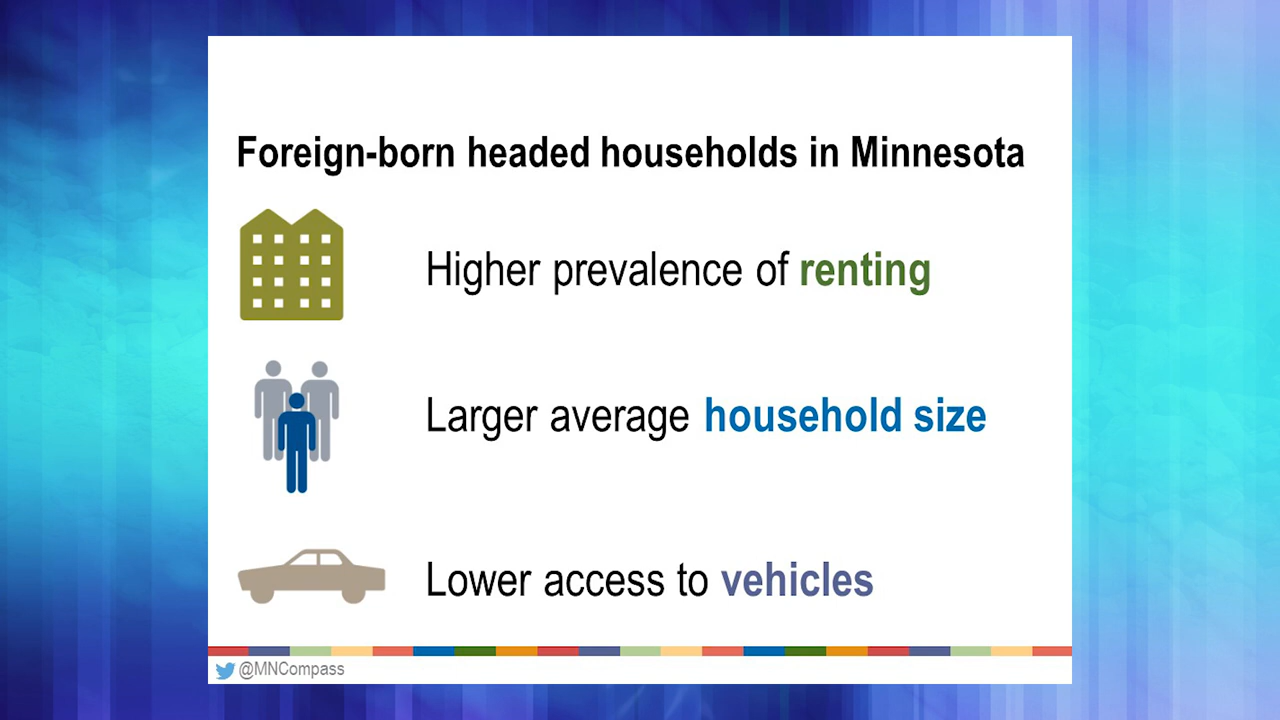 Foreign-born headed households in Minnesota
Higher prevalence of renting
Larger average household size
Lower access to vehicles
@MNCompass